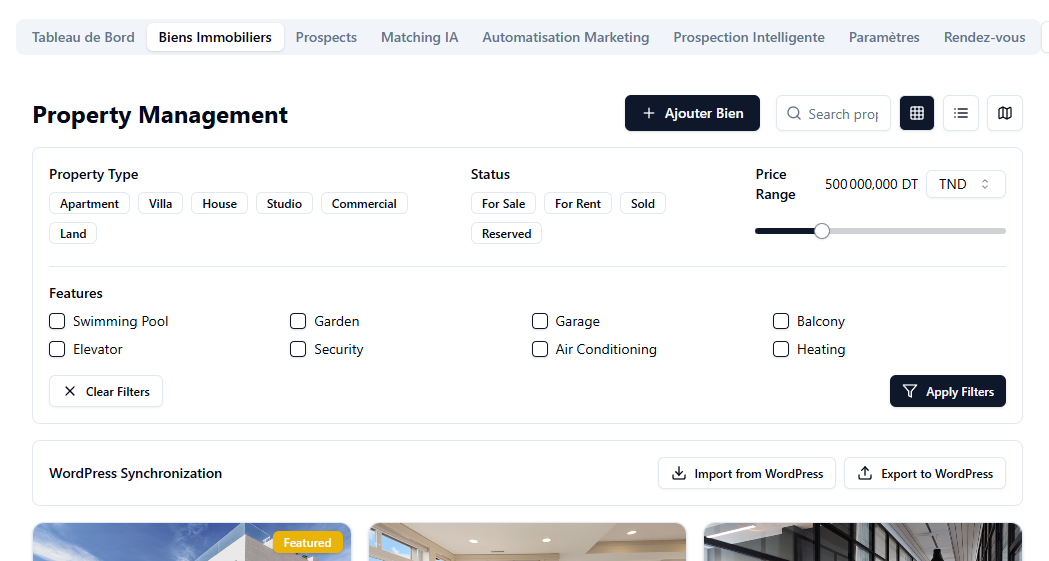 Tableau de Bord Biens Immobiliers Prospects Matching IA Automatisation Marketing Prospection Intelligente Paramètres Rendez-vous
Property Management
Ajouter Bien
Search prop
Property Type
Apartment Villa House Studio Commercial
Land
Status
For Sale For Rent Sold
Reserved
Price
Range
500 000,000 DT
TND
Features
Swimming Pool Garden Garage Balcony
Elevator Security Air Conditioning Heating
Clear Filters
Apply Filters
WordPress Synchronization
Import from WordPress
Export to WordPress
Featured